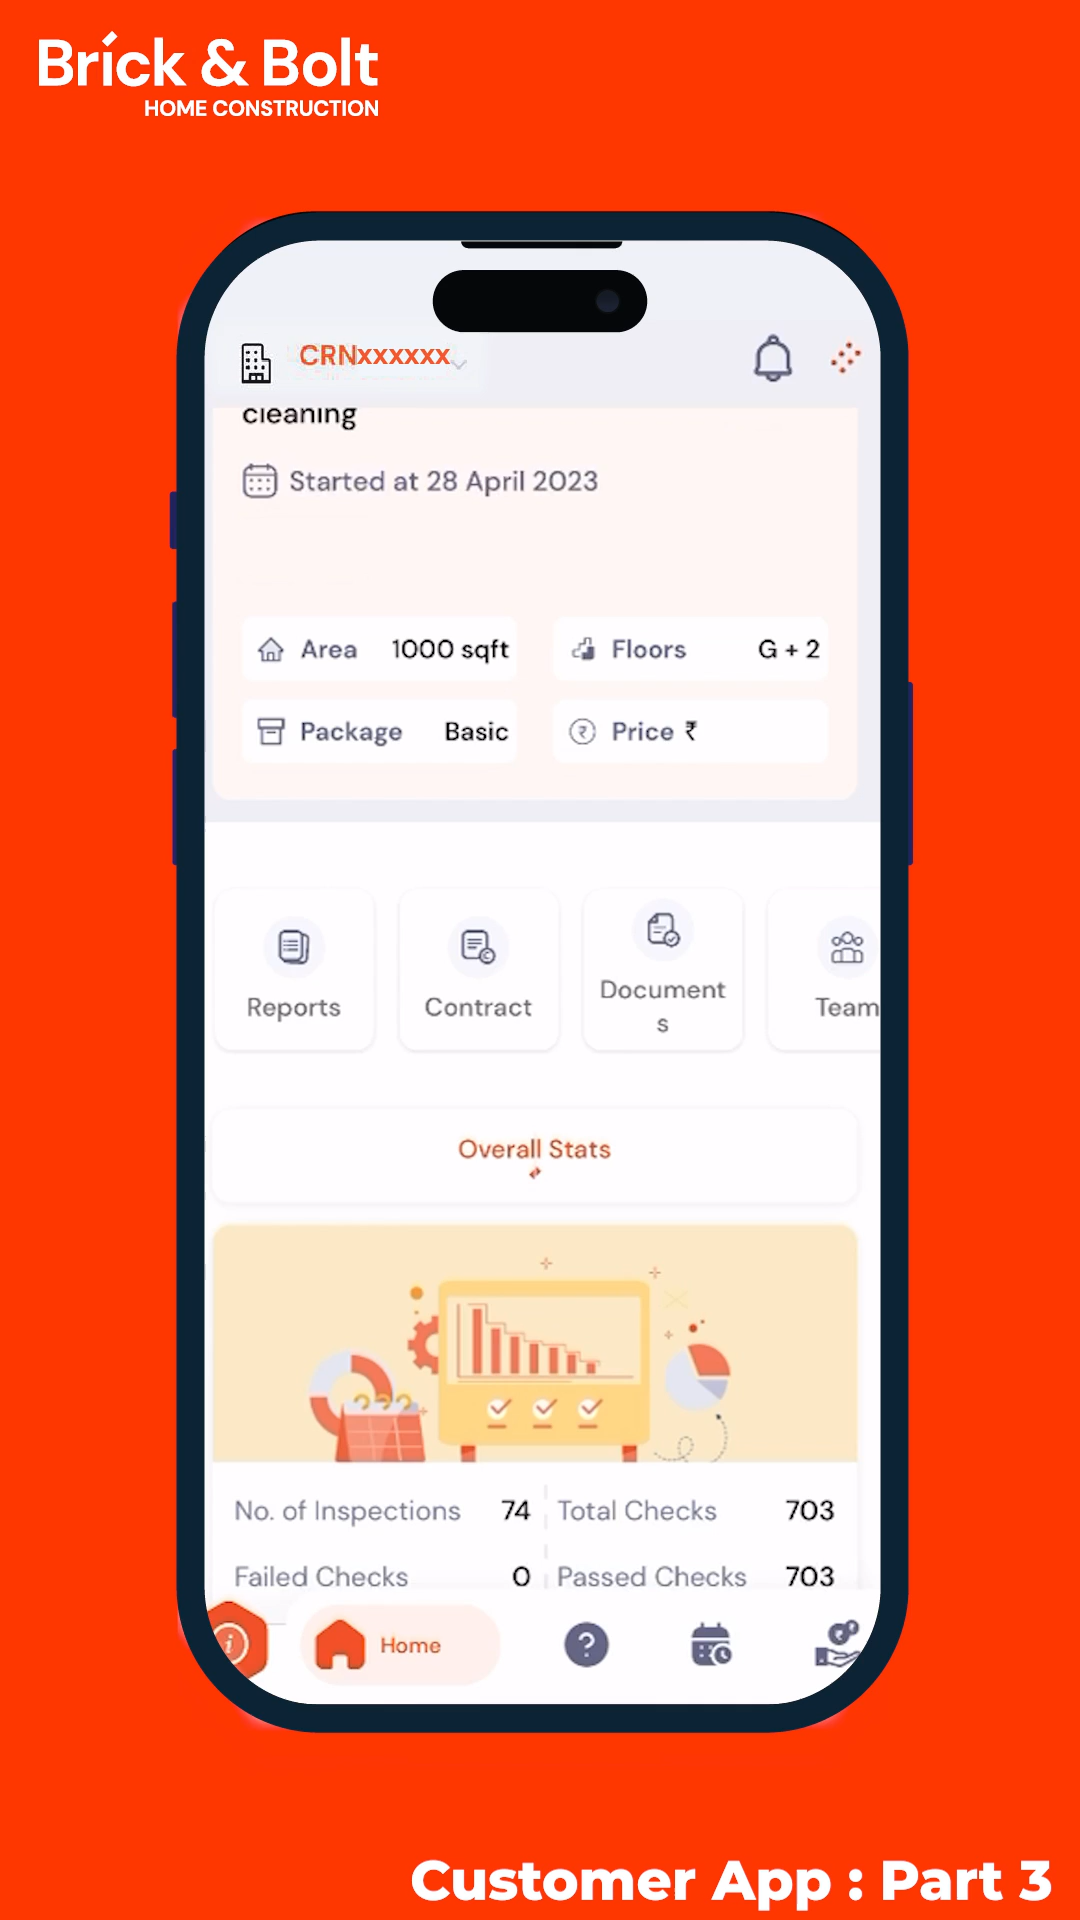 Brick & Bolt
HOME CONSTRUCTION
CRNxxxxxx
cleaning
Started at 28 April 2023
Area 1000 sqft
Floors G + 2
Package Basic
Price ₹
Reports
Contract
Document
s
Team
Overall Stats
No. of Inspections 74
Total Checks 703
Failed Checks 0
Passed Checks 703
Home
Customer App : Part 3